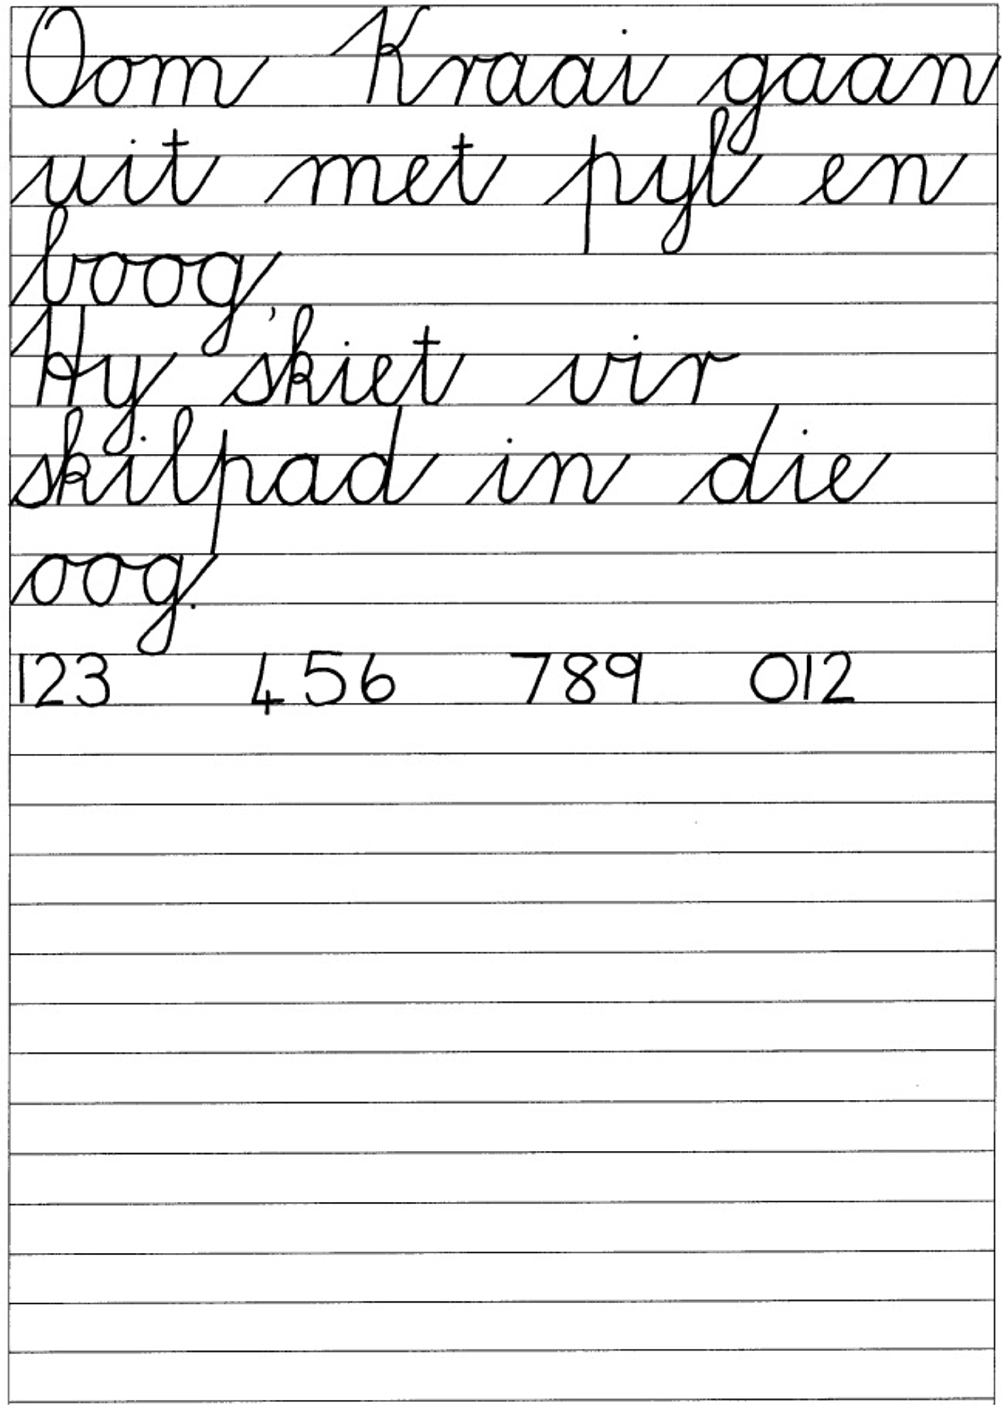 Oom Kraai gaan
uit met pyl en
boog,
Hy skiet vir
skilpad in die
oog.
123 456 789 012